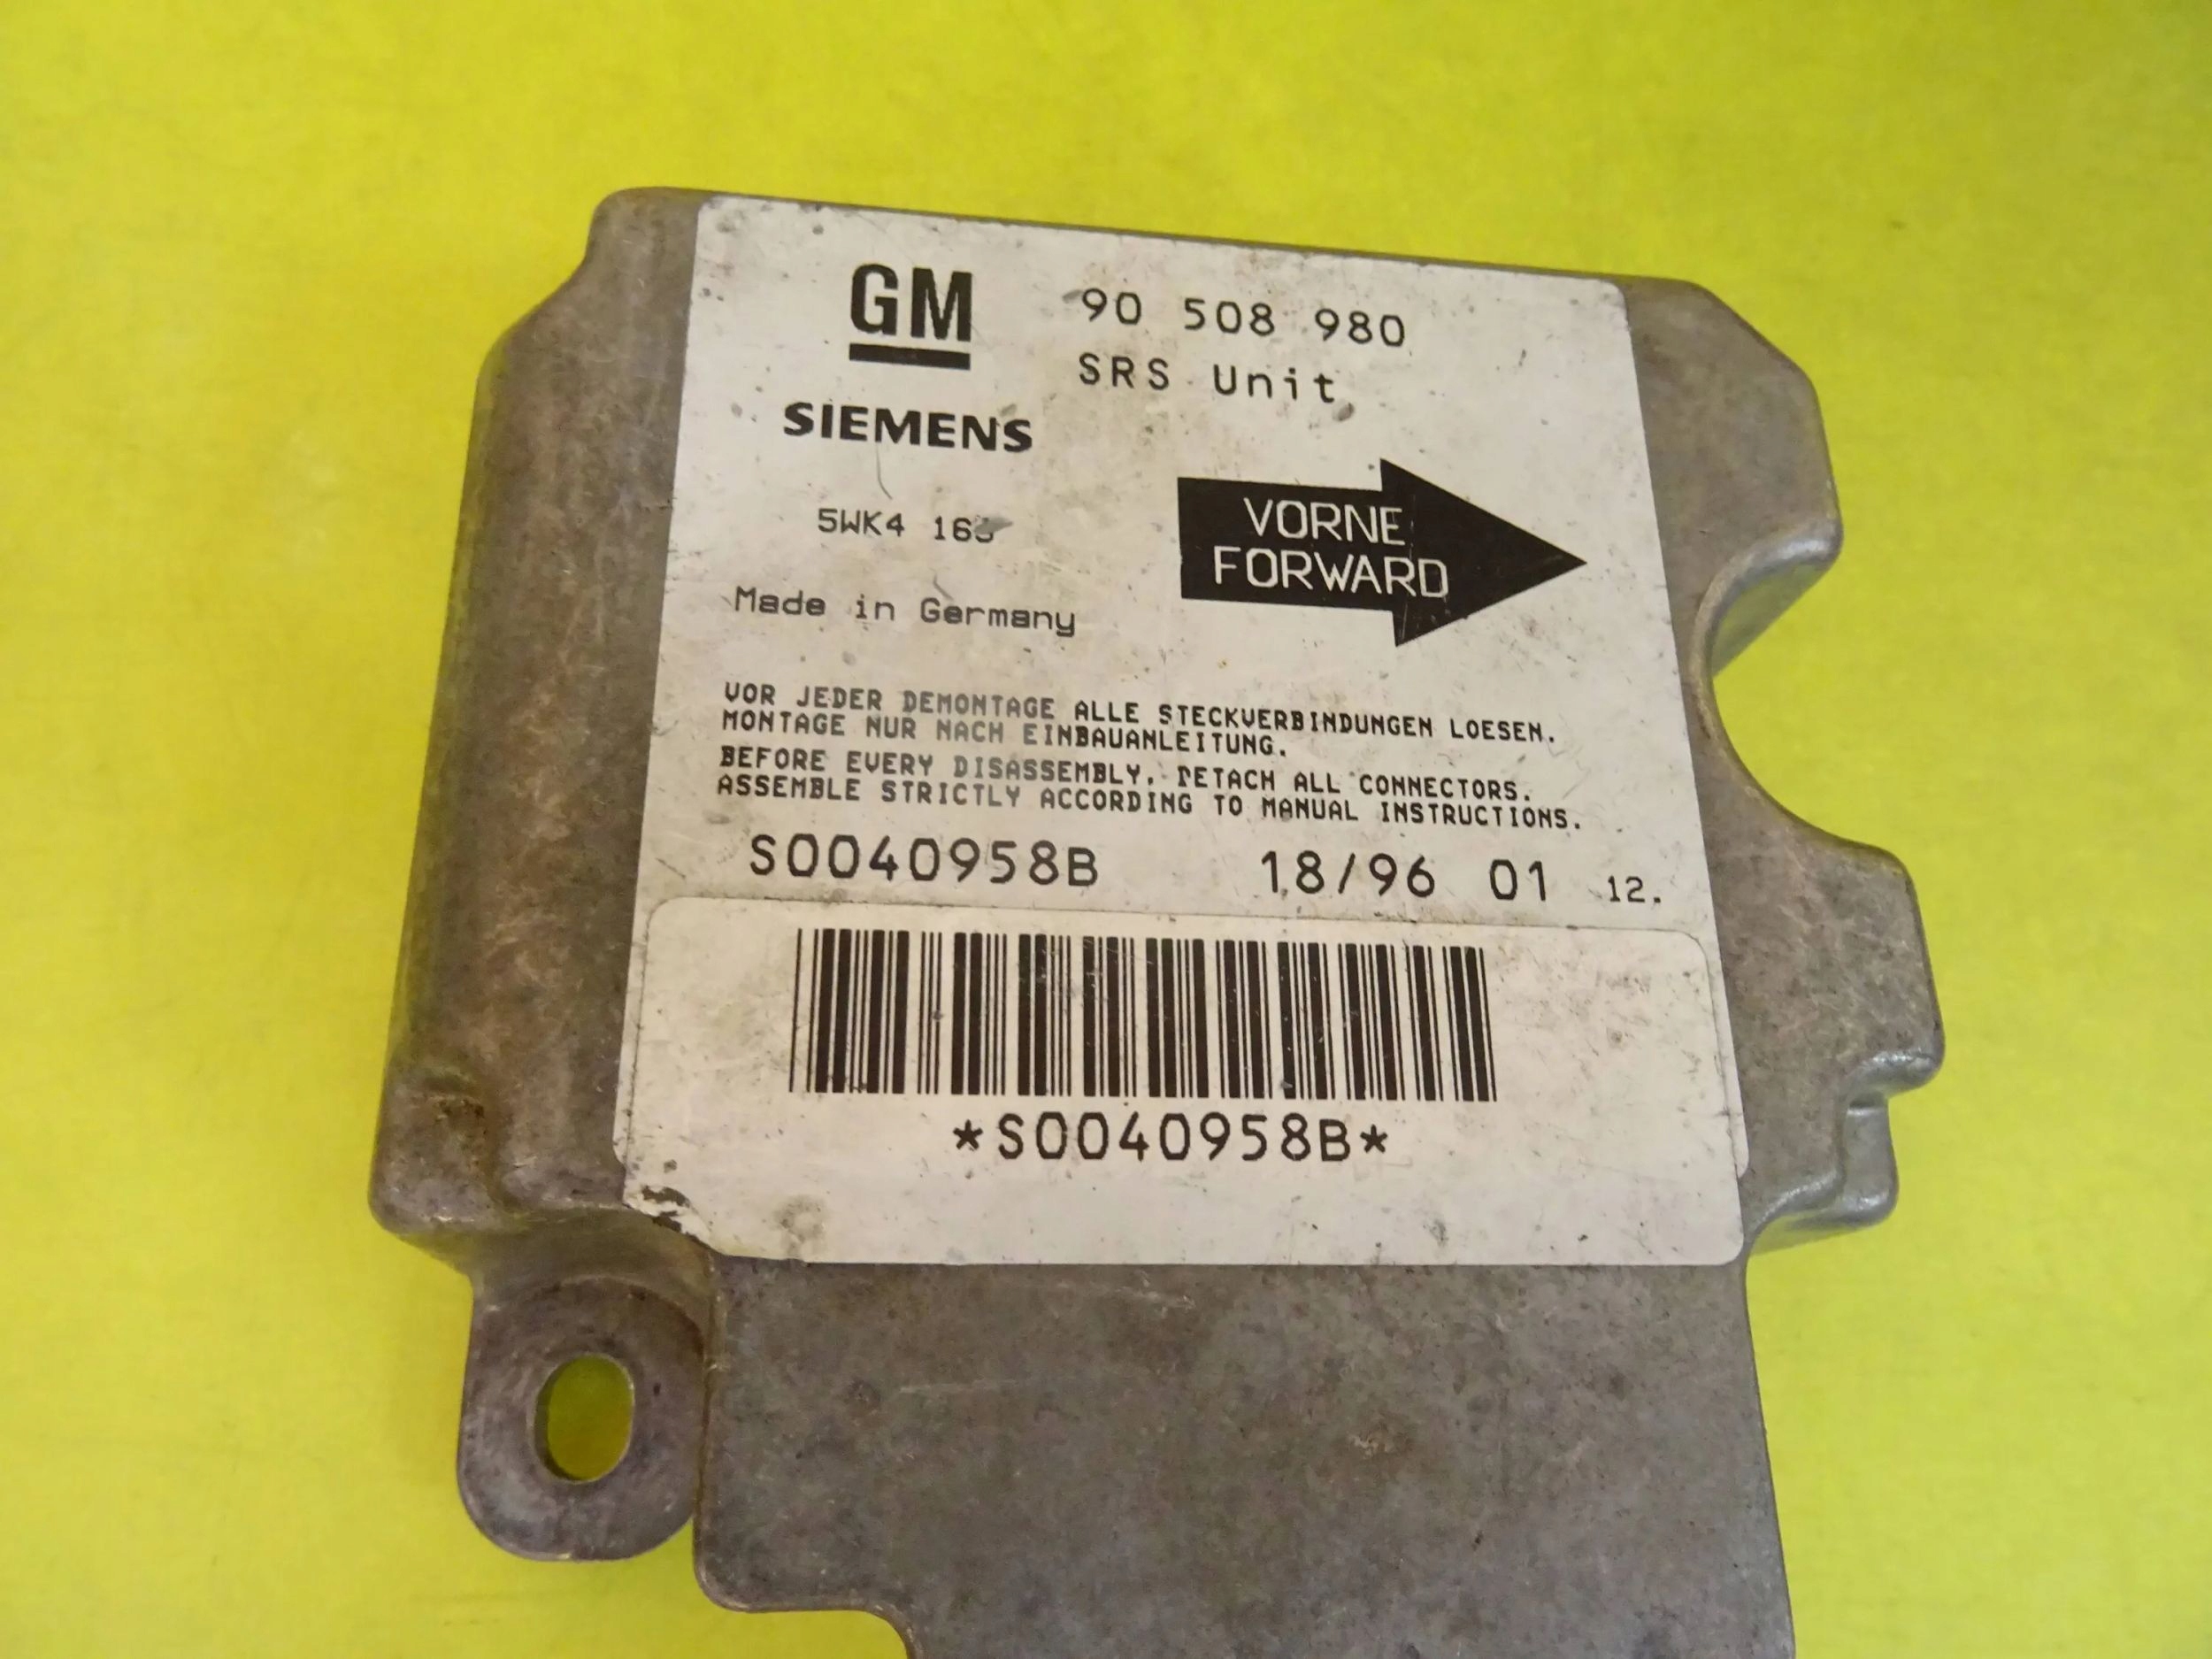 GM
90 508 980
SRS Unit
SIEMENS
5WK4
VORNE
FORWARD
Made in Germany
VOR JEDER DEMONTAGE ALLE STECKVERBINDUNGEN LOESEN.
MONTAGE NUR NACH EINBAUANLEITUNG.
BEFORE EVERY DISASSEMBLY, DETACH ALL CONNECTORS.
ASSEMBLE STRICTLY ACCORDING TO MANUAL INSTRUCTIONS.
S0040958B 18/96 01 12.
*S0040958B*